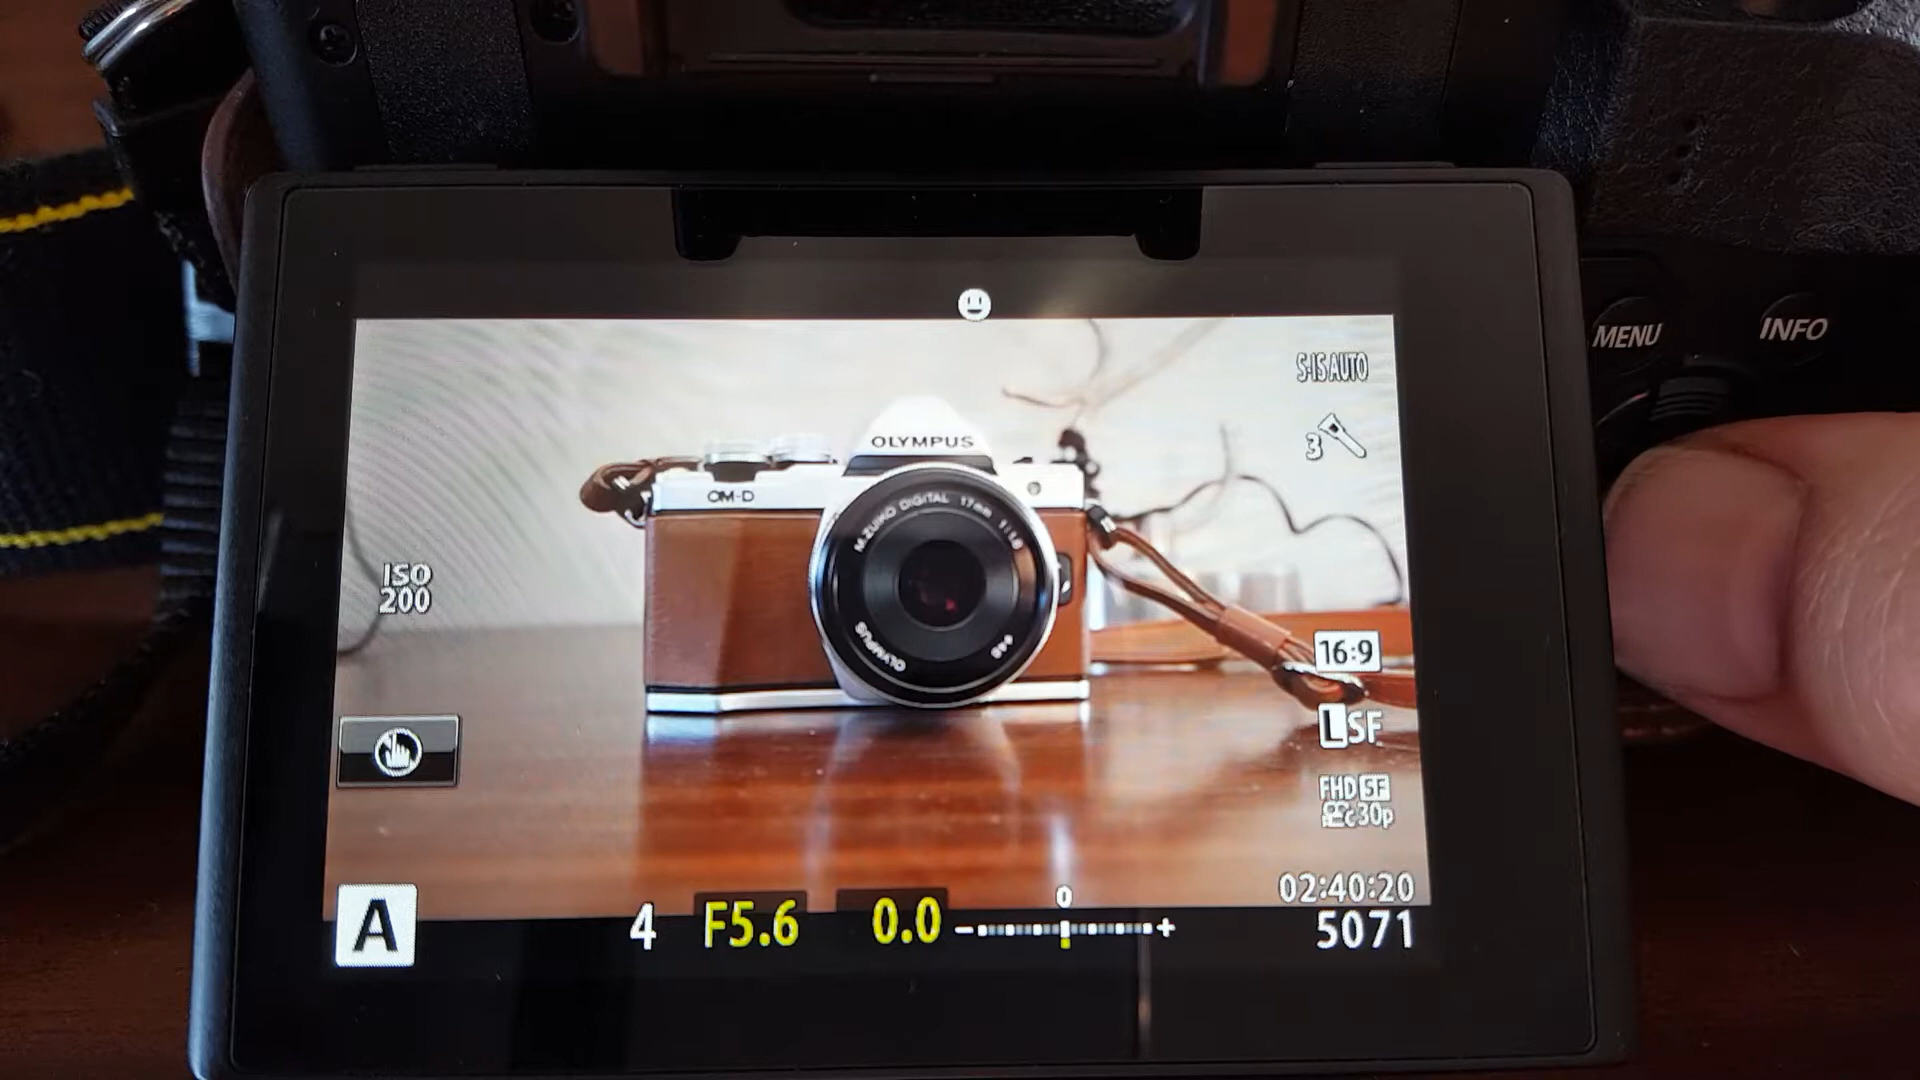 MENU
INFO
S-IS AUTO
3
OLYMPUS
OM-D
M.ZUIKO DIGITAL 17mm 1:1.8
OLYMPUS
ISO
200
16:9
LSF
FHD SF
30p
02:40:20
A
4
F5.6
0.0
−
0
+
5071